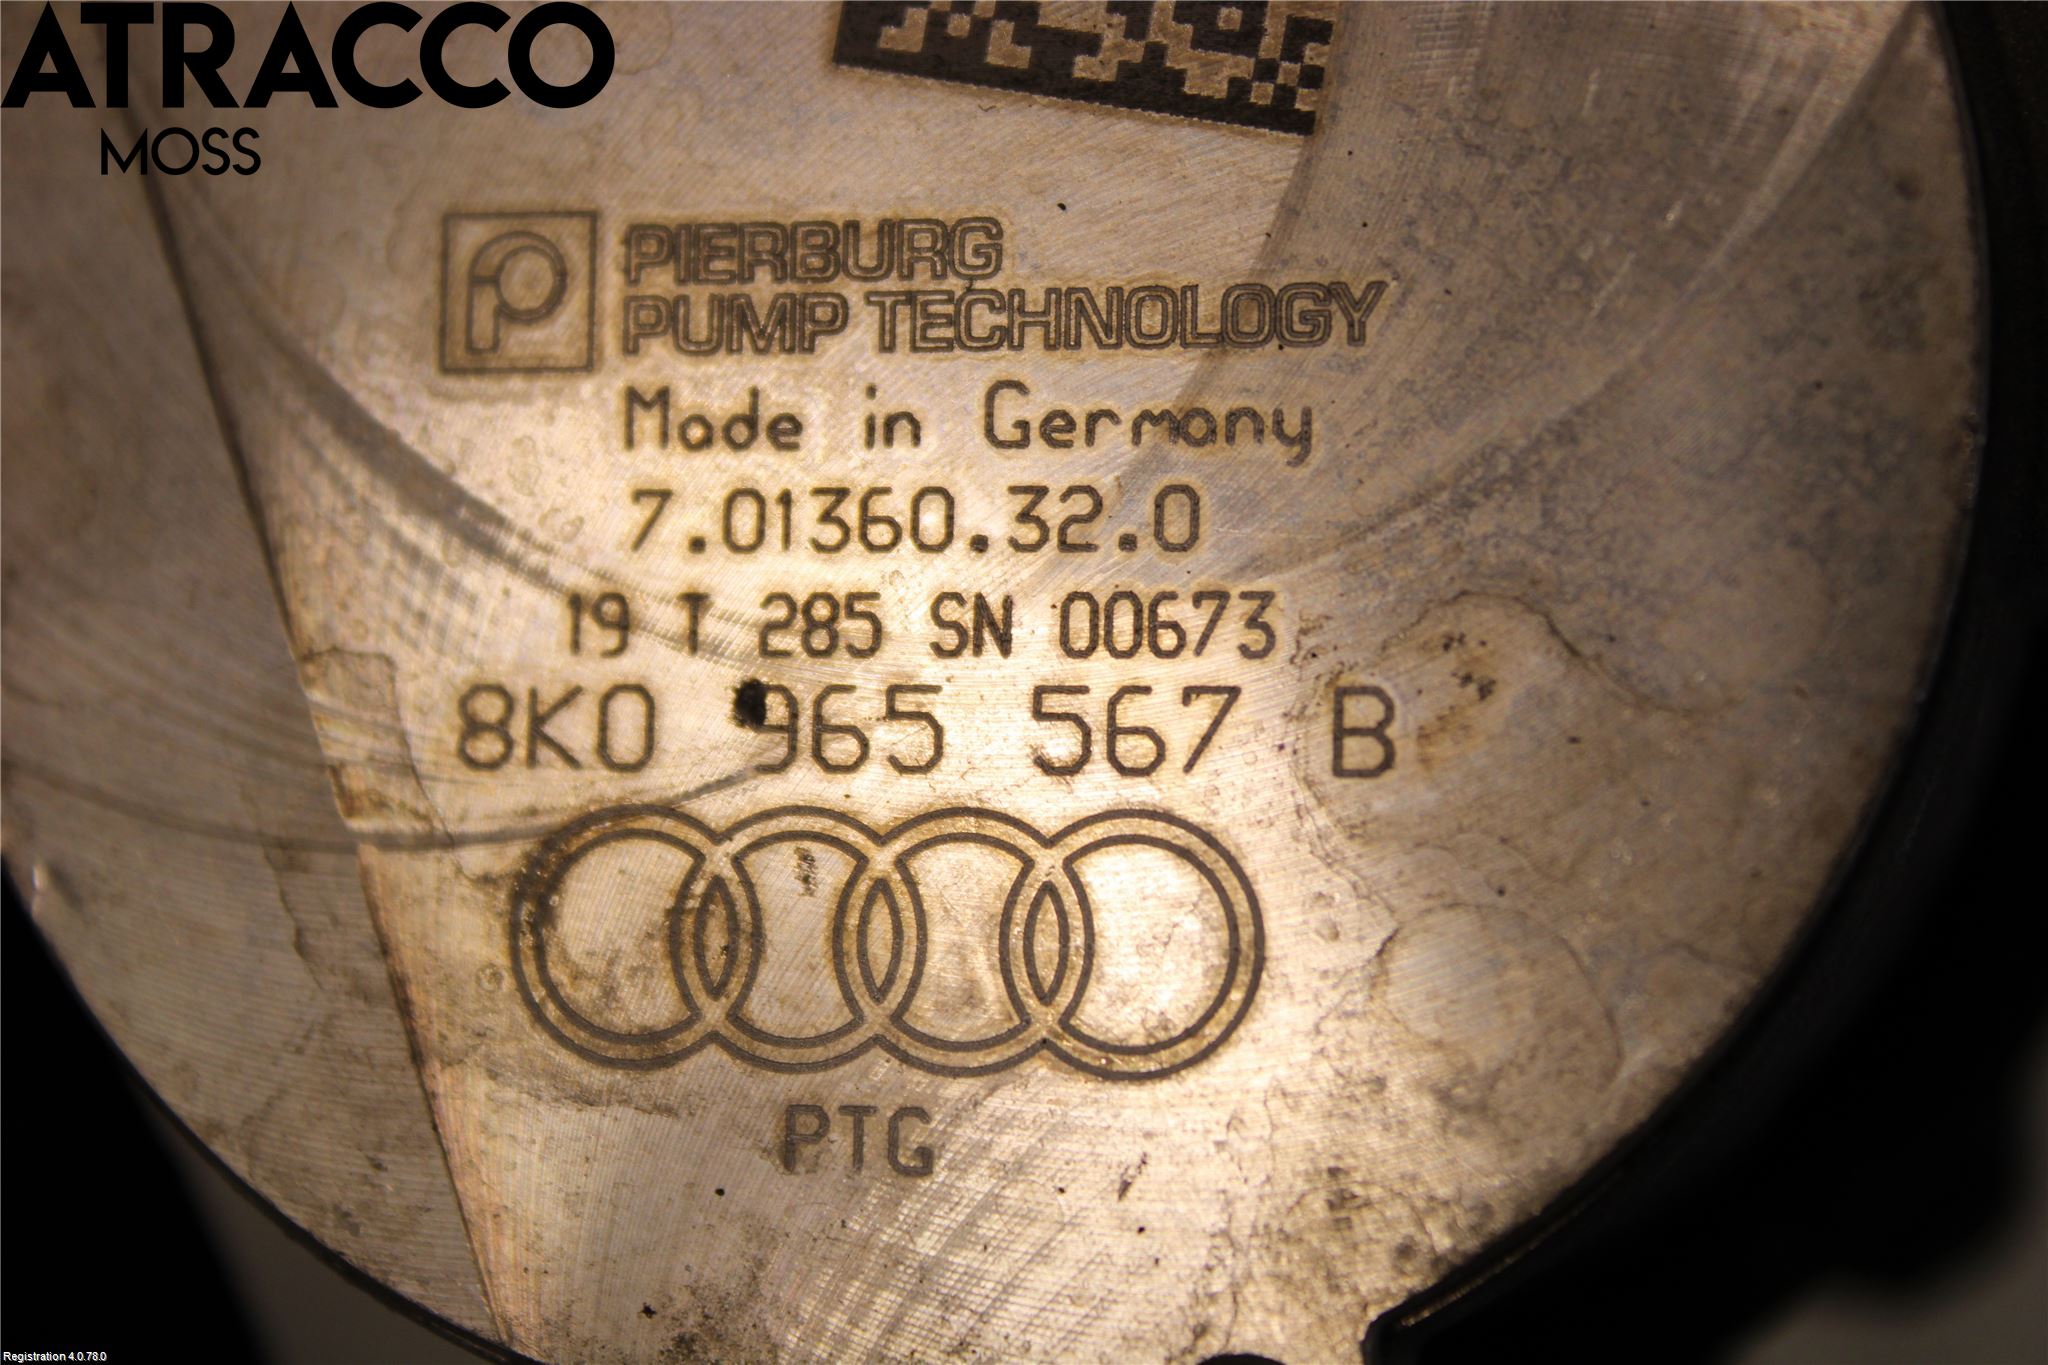 ATRACCO
MOSS
PIERBURG
PUMP TECHNOLOGY
Made in Germany
7.01360.32.0
19 T 285 SN 00673
8K0 965 567 B
PTG
Registration 4.0.78.0